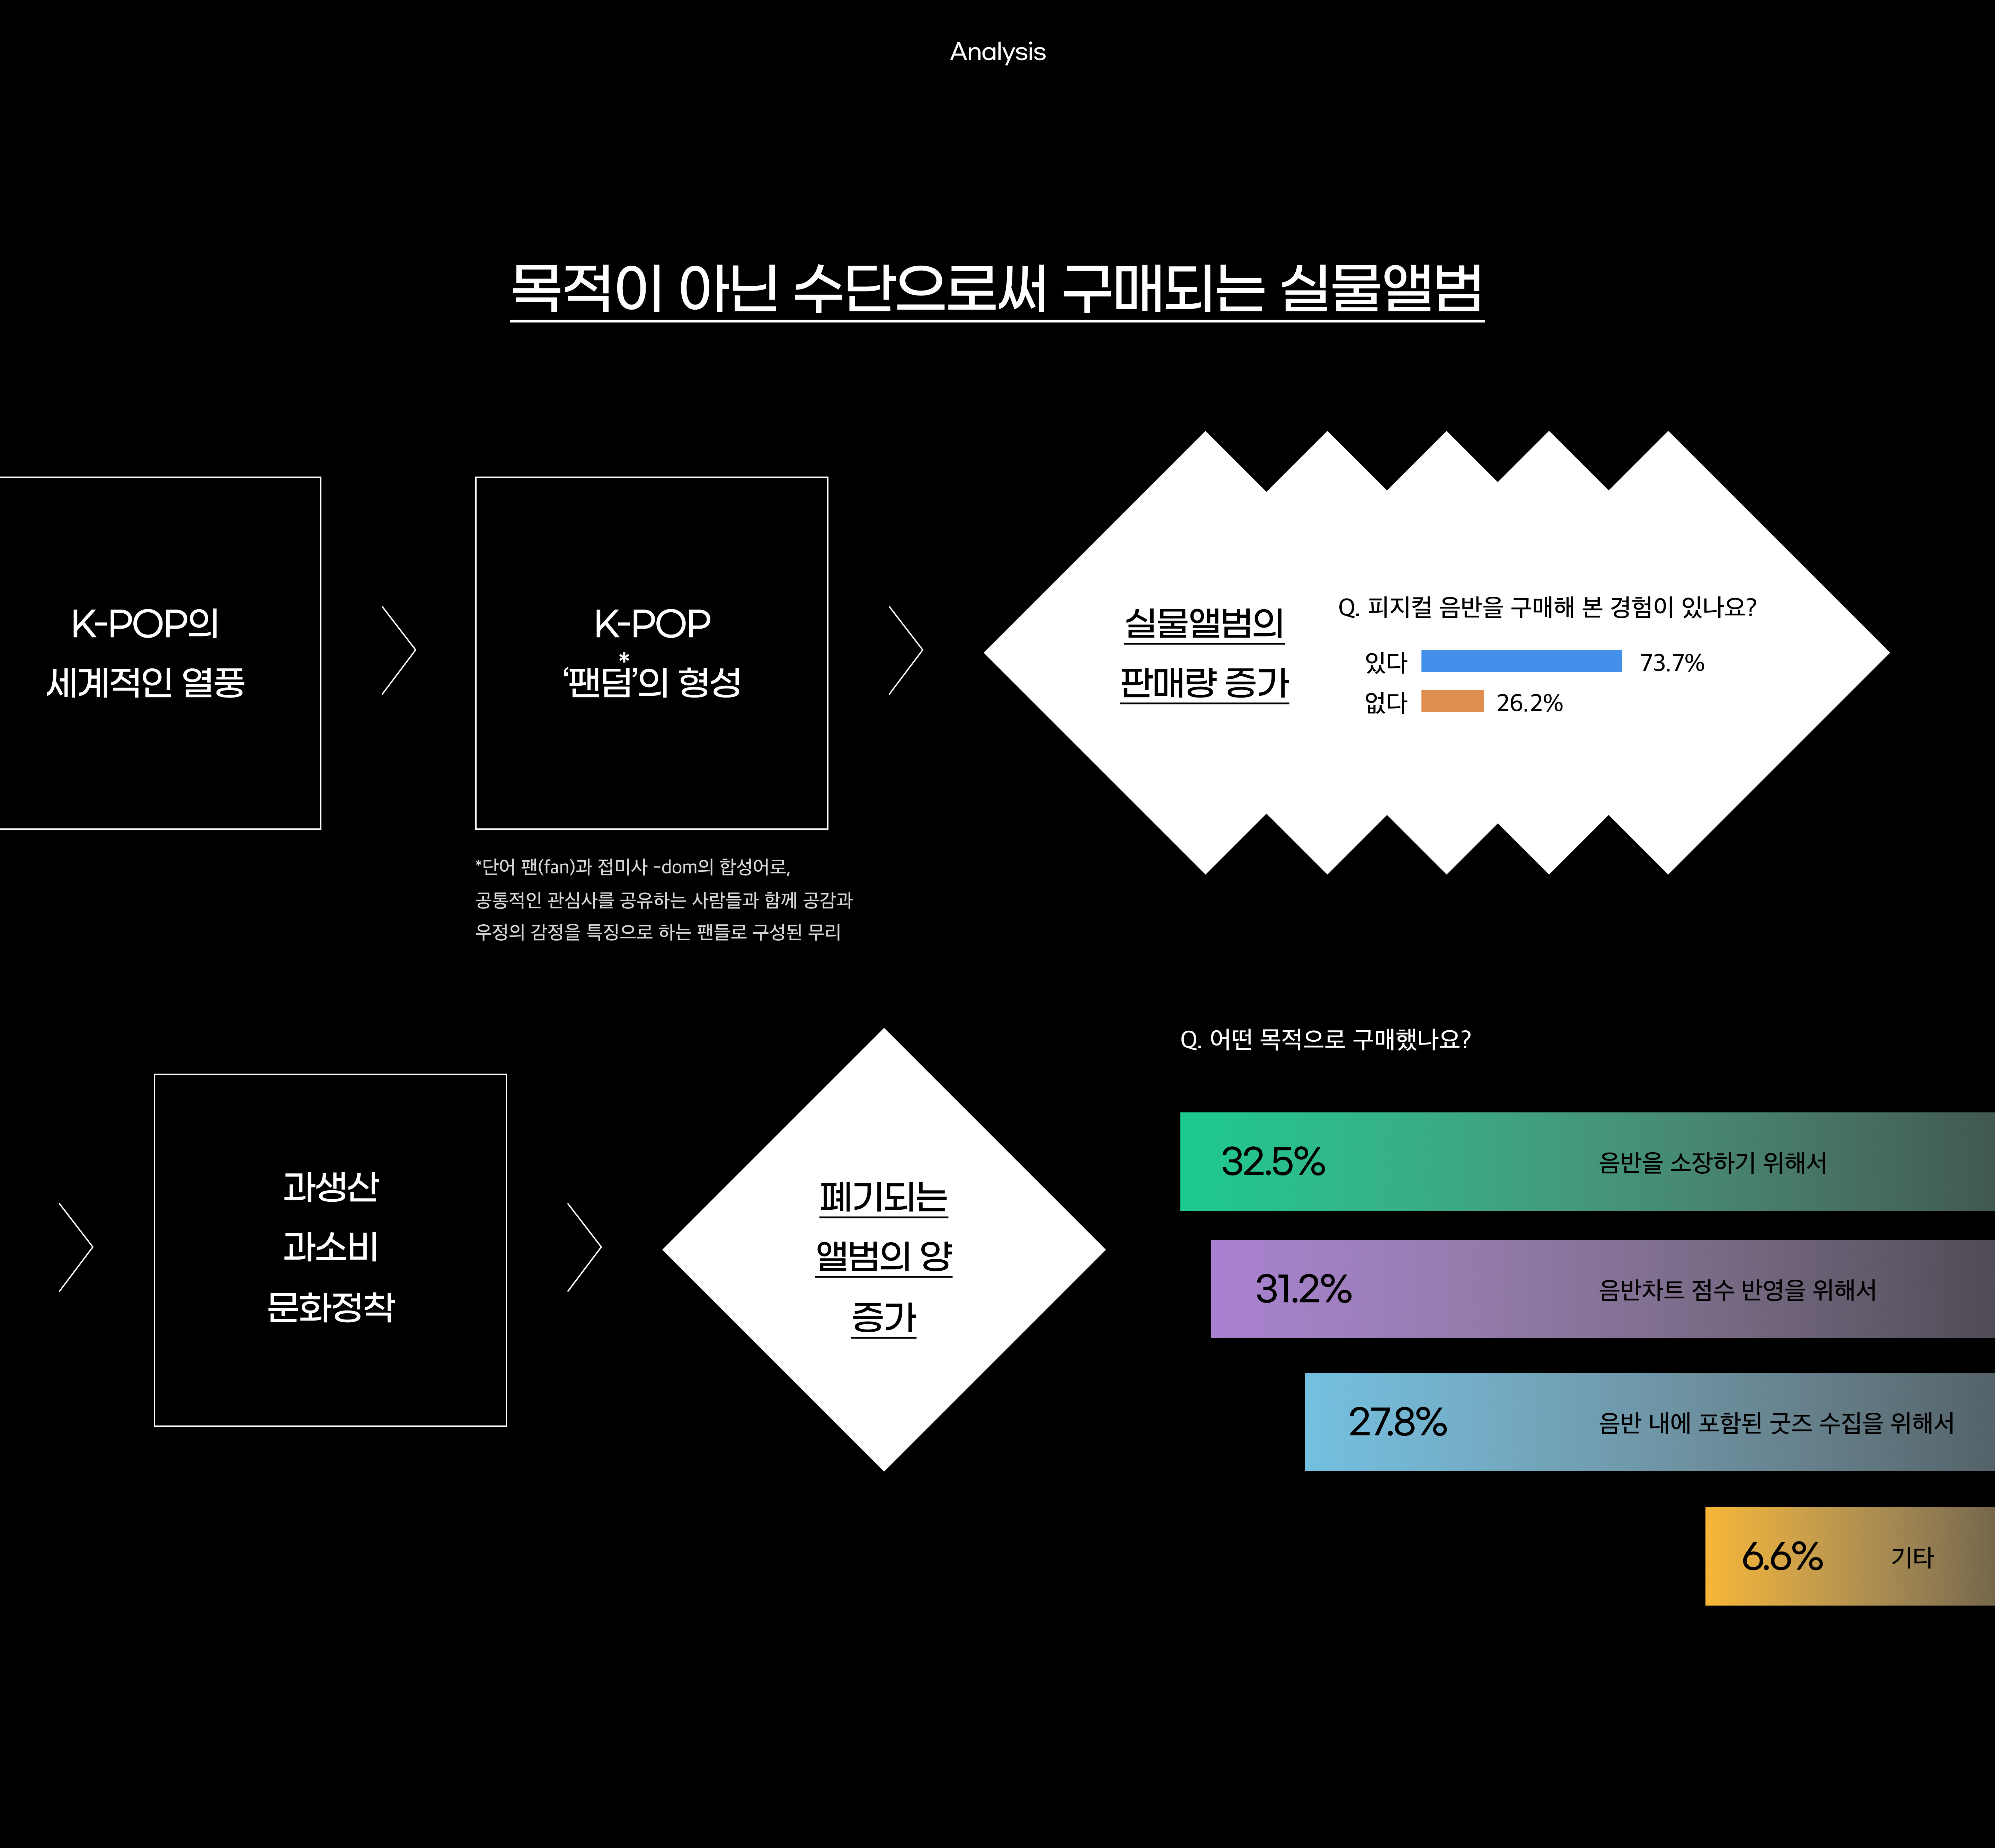 Analysis
목적이 아닌 수단으로써 구매되는 실물앨범
K-POP의
세계적인 열풍
K-POP
*
‘팬덤’의 형성
*단어 팬(fan)과 접미사 -dom의 합성어로,
공통적인 관심사를 공유하는 사람들과 함께 공감과
우정의 감정을 특징으로 하는 팬들로 구성된 무리
실물앨범의
판매량 증가
Q. 피지컬 음반을 구매해 본 경험이 있나요?
있다 73.7%
없다 26.2%
과생산
과소비
문화정착
폐기되는
앨범의 양
증가
Q. 어떤 목적으로 구매했나요?
32.5% 음반을 소장하기 위해서
31.2% 음반차트 점수 반영을 위해서
27.8% 음반 내에 포함된 굿즈 수집을 위해서
6.6% 기타